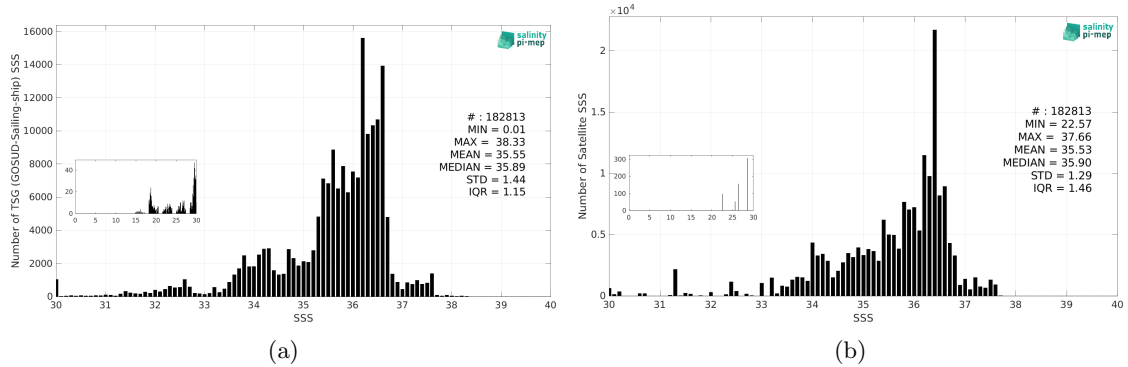 16000
14000
12000
10000
8000
6000
4000
2000
0
Number of TSG (GOSUD-Sailing-ship) SSS
salinity
pi-mep
# : 182813
MIN = 0.01
MAX = 38.33
MEAN = 35.55
MEDIAN = 35.89
STD = 1.44
IQR = 1.15
40
20
0
0 5 10 15 20 25 30
30 31 32 33 34 35 36 37 38 39 40
SSS
(a)
×10⁴
2
1.5
1
0.5
0
Number of Satellite SSS
salinity
pi-mep
# : 182813
MIN = 22.57
MAX = 37.66
MEAN = 35.53
MEDIAN = 35.90
STD = 1.29
IQR = 1.46
300
200
100
0
0 5 10 15 20 25 30
30 31 32 33 34 35 36 37 38 39 40
SSS
(b)